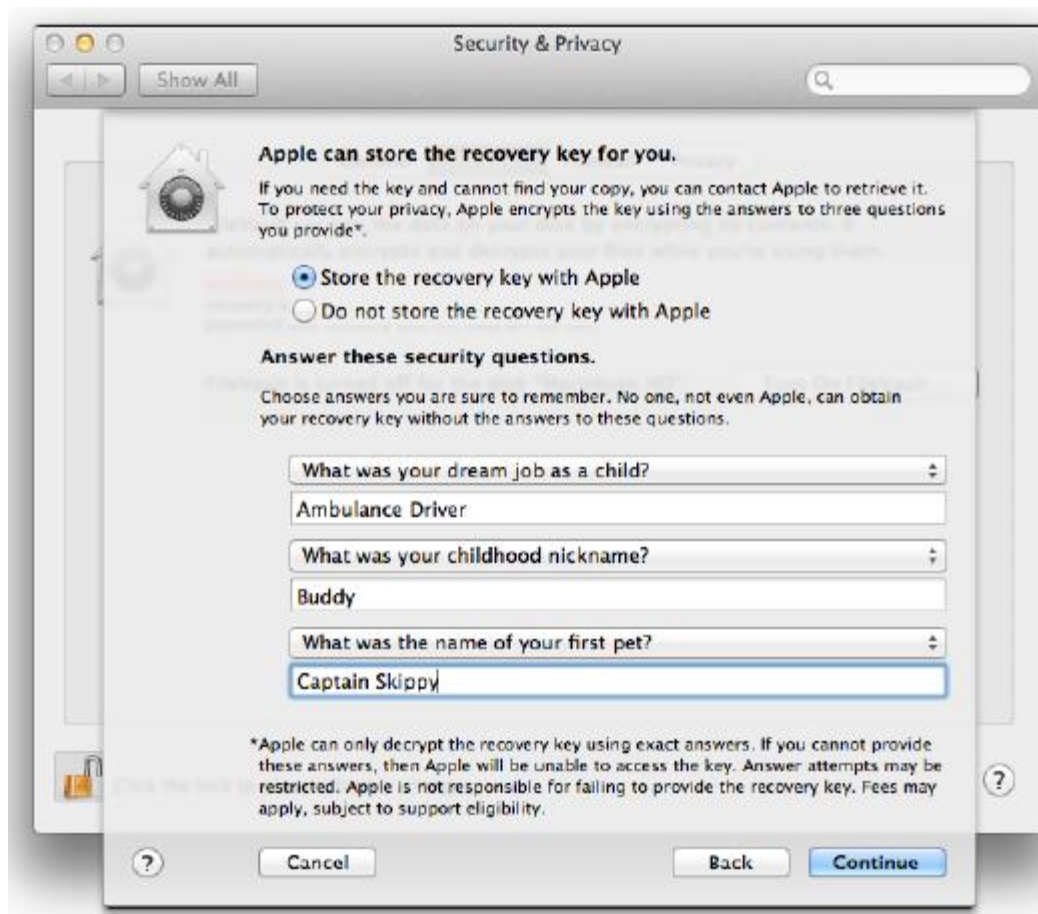 Security & Privacy
Show All
Apple can store the recovery key for you.
If you need the key and cannot find your copy, you can contact Apple to retrieve it.
To protect your privacy, Apple encrypts the key using the answers to three questions
you provide*.
Store the recovery key with Apple
Do not store the recovery key with Apple
Answer these security questions.
Choose answers you are sure to remember. No one, not even Apple, can obtain
your recovery key without the answers to these questions.
What was your dream job as a child?
Ambulance Driver
What was your childhood nickname?
Buddy
What was the name of your first pet?
Captain Skippy
*Apple can only decrypt the recovery key using exact answers. If you cannot provide
these answers, then Apple will be unable to access the key. Answer attempts may be
restricted. Apple is not responsible for failing to provide the recovery key. Fees may
apply, subject to support eligibility.
?
?
Cancel
Back
Continue